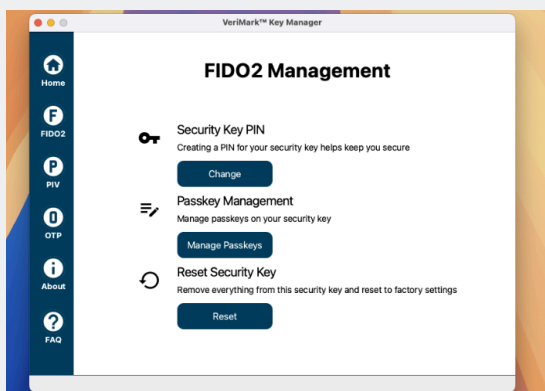 VeriMark™ Key Manager
Home
FIDO2
PIV
OTP
About
FAQ
FIDO2 Management
Security Key PIN
Creating a PIN for your security key helps keep you secure
Change
Passkey Management
Manage passkeys on your security key
Manage Passkeys
Reset Security Key
Remove everything from this security key and reset to factory settings
Reset